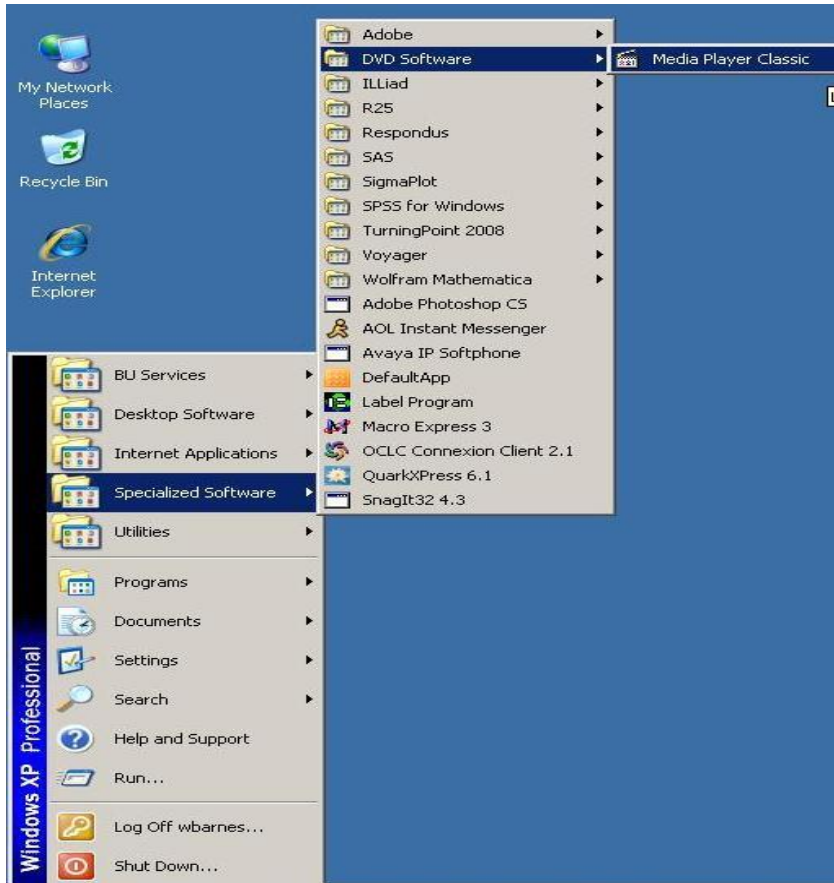 My Network
Places
Recycle Bin
Internet
Explorer
Adobe
DVD Software
ILLiad
R25
Respondus
SAS
SigmaPlot
SPSS for Windows
TurningPoint 2008
Voyager
Wolfram Mathematica
Adobe Photoshop CS
AOL Instant Messenger
Avaya IP Softphone
DefaultApp
Label Program
Macro Express 3
OCLC Connexion Client 2.1
QuarkXPress 6.1
SnagIt32 4.3
Media Player Classic
BU Services
Desktop Software
Internet Applications
Specialized Software
Utilities
Programs
Documents
Settings
Search
Help and Support
Run...
Log Off wbarnes...
Shut Down...
Windows XP Professional